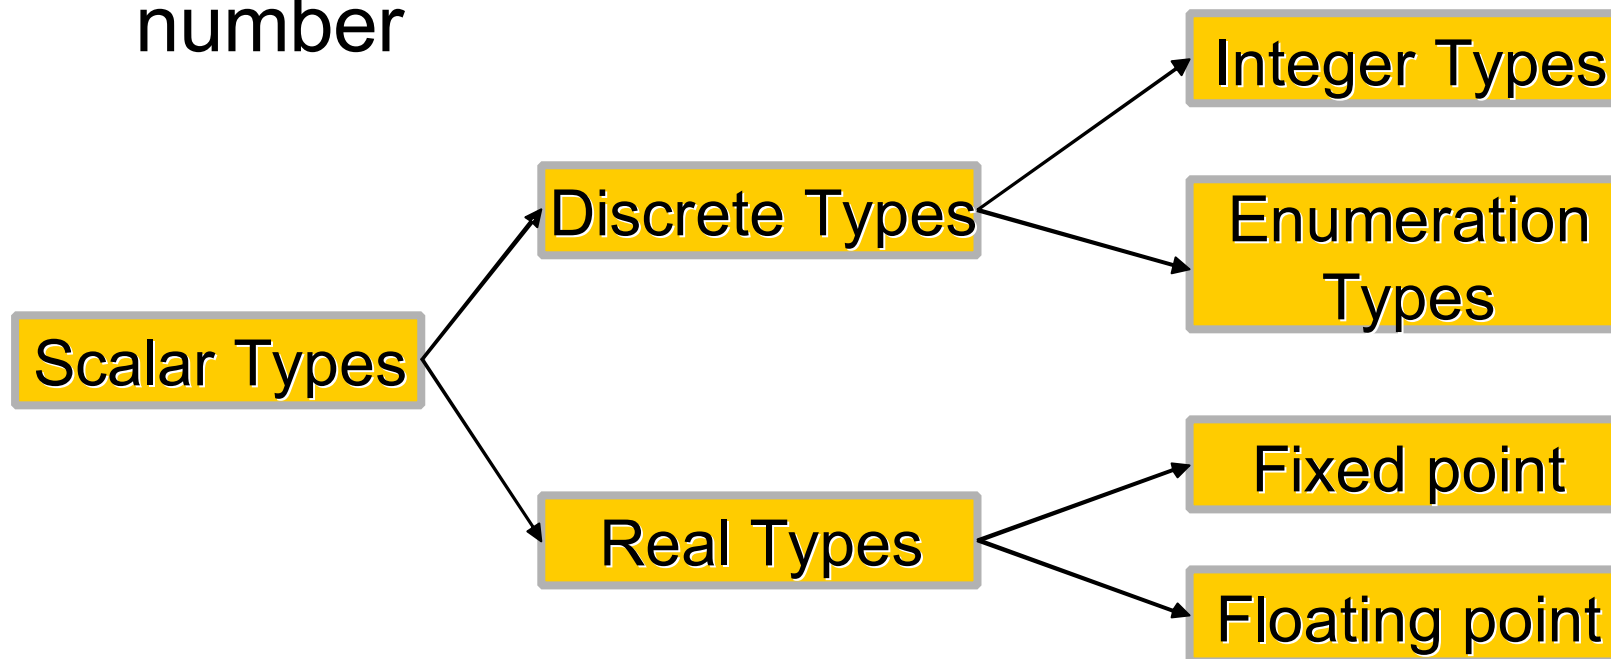 number
Integer Types
Discrete Types
Enumeration
Types
Scalar Types
Fixed point
Real Types
Floating point